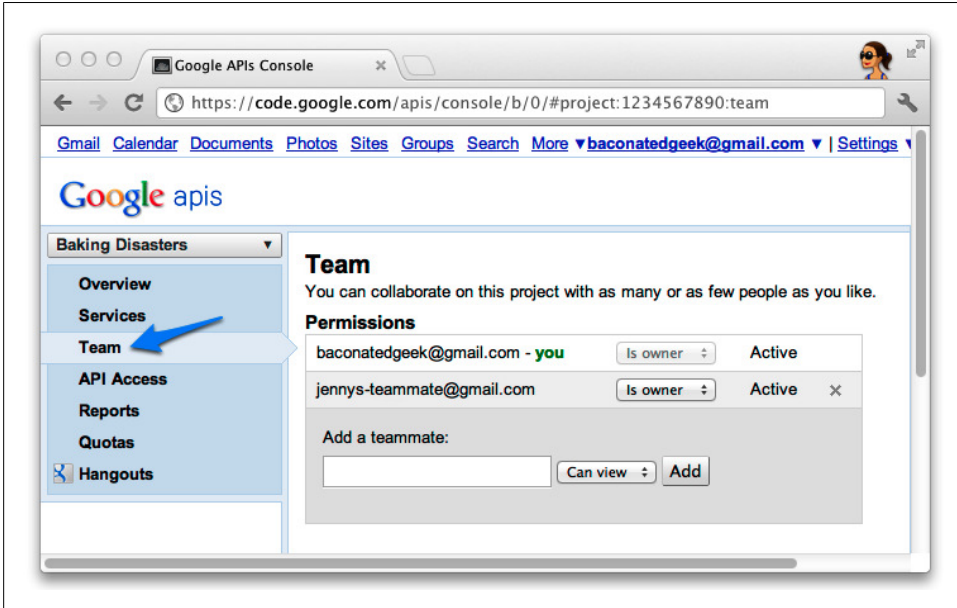 Google APIs Console
https://code.google.com/apis/console/b/0/#project:1234567890:team
Gmail Calendar Documents Photos Sites Groups Search More ▼ baconatedgeek@gmail.com ▼ | Settings ▼
Google apis
Baking Disasters ▼
Overview
Services
Team
API Access
Reports
Quotas
Hangouts
Team
You can collaborate on this project with as many or as few people as you like.
Permissions
baconatedgeek@gmail.com - you Is owner Active
jennys-teammate@gmail.com Is owner Active ×
Add a teammate:
Can view Add